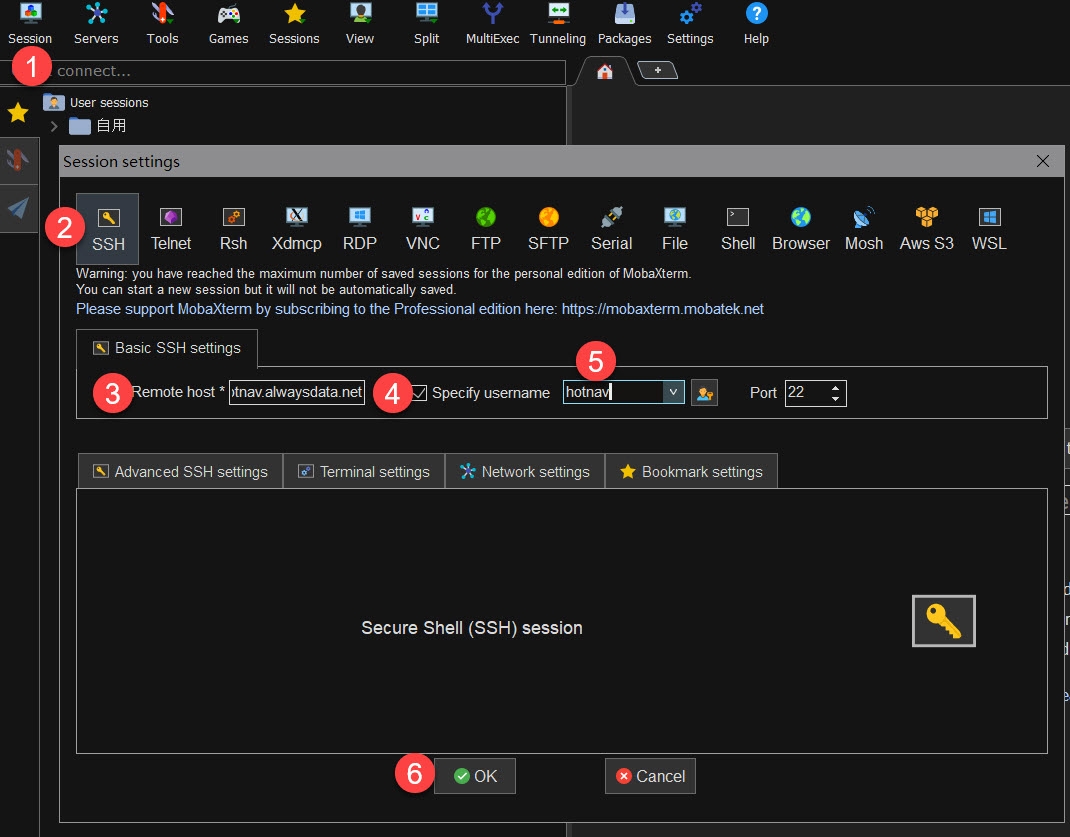 Session Servers Tools Games Sessions View Split MultiExec Tunneling Packages Settings Help
1 connect...
User sessions
自用
Session settings
2 SSH Telnet Rsh Xdmcp RDP VNC FTP SFTP Serial File Shell Browser Mosh Aws S3 WSL
Warning: you have reached the maximum number of saved sessions for the personal edition of MobaXterm.
You can start a new session but it will not be automatically saved.
Please support MobaXterm by subscribing to the Professional edition here: https://mobaxterm.mobatek.net
Basic SSH settings
5
3 Remote host * otnav.alwaysdata.net 4 Specify username hotnav Port 22
Advanced SSH settings Terminal settings Network settings Bookmark settings
Secure Shell (SSH) session
6 OK Cancel